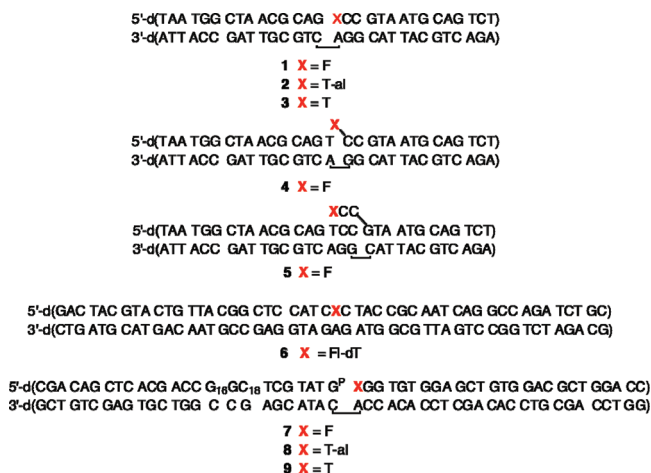 5'-d(TAA TGG CTA ACG CAG XCC GTA ATG CAG TCT)
3'-d(ATT ACC GAT TGC GTC AGG CAT TAC GTC AGA)
1 X = F
2 X = T-al
3 X = T
X
5'-d(TAA TGG CTA ACG CAGT CC GTA ATG CAG TCT)
3'-d(ATT ACC GAT TGC GTCA GG CAT TAC GTC AGA)
4 X = F
XCC
5'-d(TAA TGG CTA ACG CAG TCC GTA ATG CAG TCT)
3'-d(ATT ACC GAT TGC GTC AGG CAT TAC GTC AGA)
5 X = F
5'-d(GAC TAC GTA CTG TTA CGG CTC C ATC XCTAC CGC AAT CAG GCC AGA TCT GC)
3'-d(CTG ATG CAT GAC AAT GCC GAG GTA GAG ATG GCG TTA GTC CGG TCT AGA CG)
6 X = Fl-dT
5'-d(CGA CAG CTC ACG ACC G₁₆GC₁₈ TCG TAT Gᴾ XGG TGT GGA GCT GTG GAC GCT GGA CC)
3'-d(GCT GTC GAG TGC TGG C C G AGC ATA C ACC ACA CCT CGA CAC CTG CGA CCT GG)
7 X = F
8 X = T-al
9 X = T